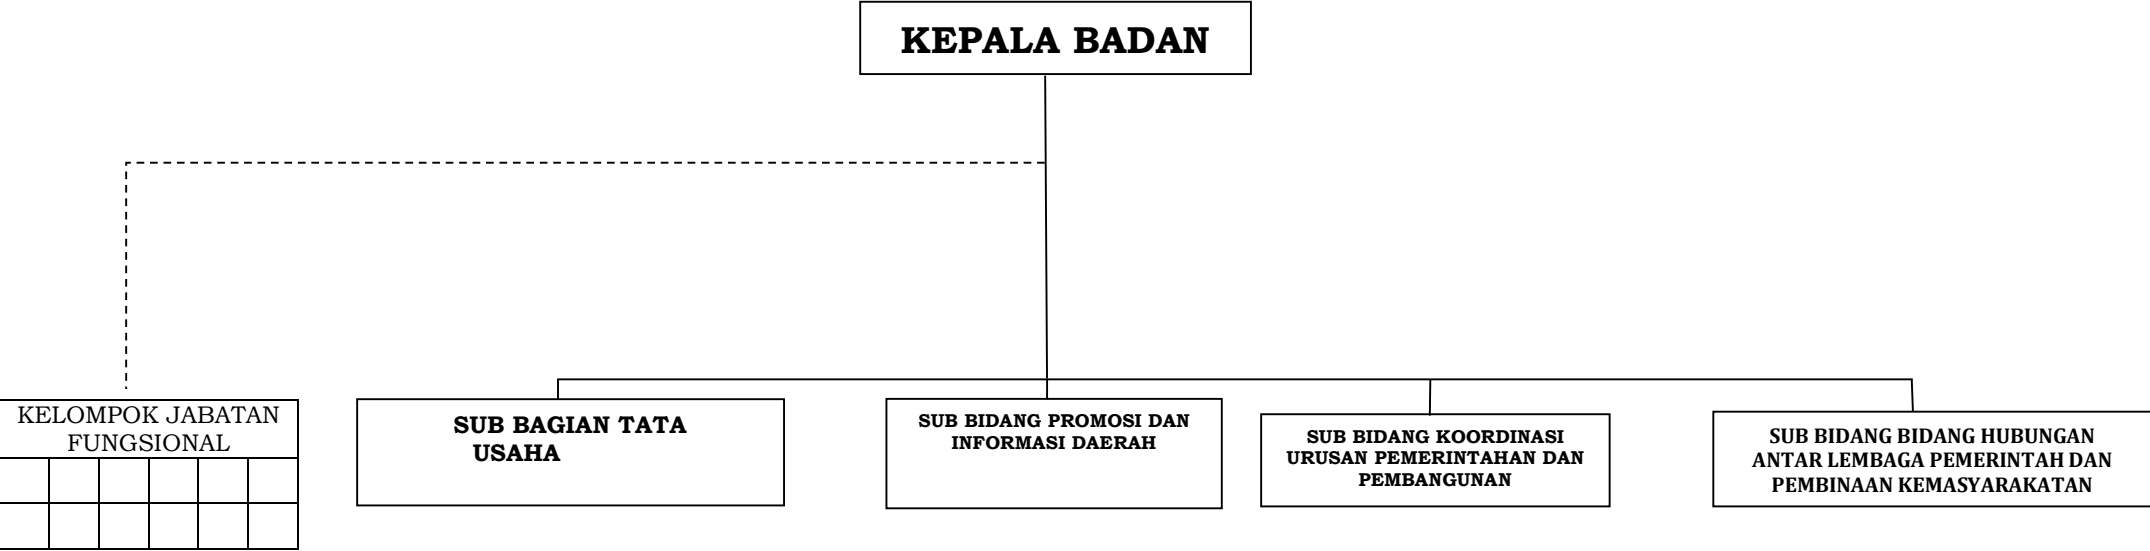 KEPALA BADAN
KELOMPOK JABATAN
FUNGSIONAL
SUB BAGIAN TATA
USAHA
SUB BIDANG PROMOSI DAN
INFORMASI DAERAH
SUB BIDANG KOORDINASI
URUSAN PEMERINTAHAN DAN
PEMBANGUNAN
SUB BIDANG BIDANG HUBUNGAN
ANTAR LEMBAGA PEMERINTAH DAN
PEMBINAAN KEMASYARAKATAN